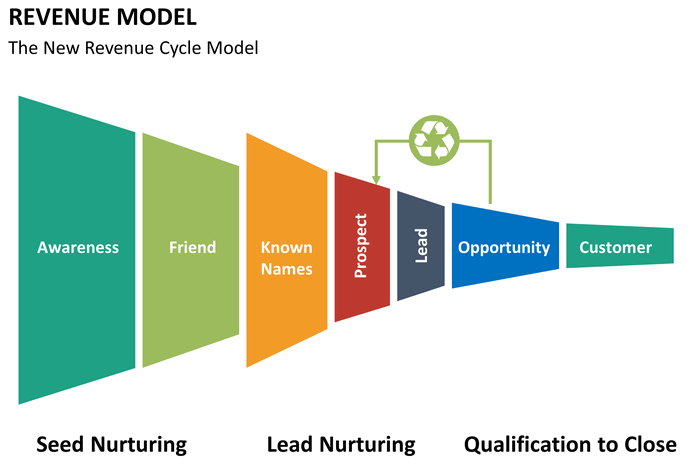 REVENUE MODEL
The New Revenue Cycle Model
Awareness
Friend
Known
Names
Prospect
Lead
Opportunity
Customer
Seed Nurturing
Lead Nurturing
Qualification to Close